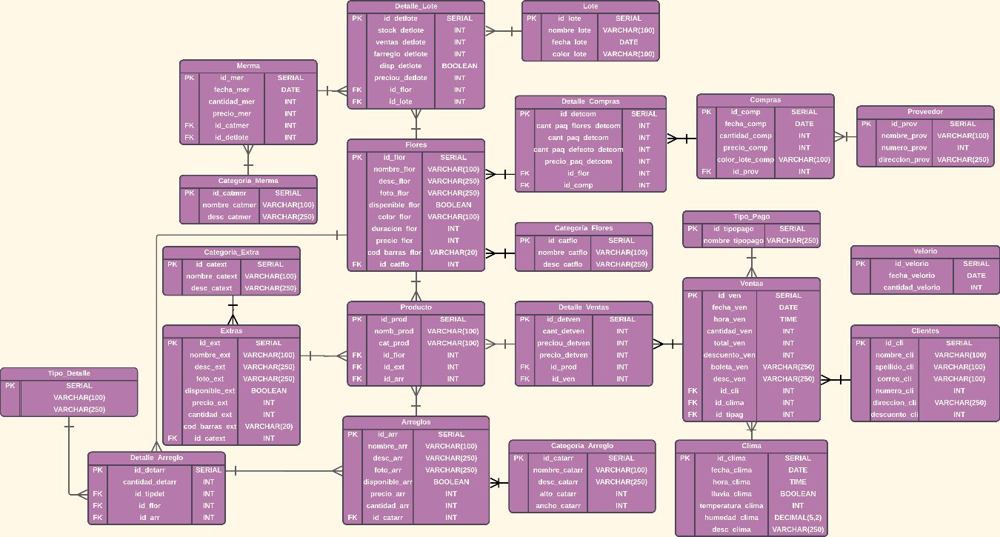 Detalle_Lote
PK id_detlote SERIAL
stock_detlote INT
ventas_detlote INT
farreglo_detlote INT
disp_detlote BOOLEAN
preciou_detlote INT
FK id_flor INT
FK id_lote INT
Lote
PK id_lote SERIAL
nombre_lote VARCHAR(100)
fecha_lote DATE
color_lote VARCHAR(100)
Merma
PK id_mer SERIAL
fecha_mer DATE
cantidad_mer INT
precio_mer INT
FK id_catmer INT
FK id_detlote INT
Detalle_Compras
PK id_detcom SERIAL
cant_paq_flores_detcom INT
cant_paq_detcom INT
cant_paq_defecto_detcom INT
precio_paq_detcom INT
FK id_flor INT
FK id_comp INT
Compras
PK id_comp SERIAL
fecha_comp DATE
cantidad_comp INT
precio_comp INT
color_lote_comp VARCHAR(100)
FK id_prov INT
Proveedor
PK id_prov SERIAL
nombre_prov VARCHAR(100)
numero_prov INT
direccion_prov VARCHAR(250)
Flores
PK id_flor SERIAL
nombre_flor VARCHAR(100)
desc_flor VARCHAR(250)
foto_flor VARCHAR(250)
disponible_flor BOOLEAN
color_flor VARCHAR(100)
duracion_flor INT
precio_flor INT
cod_barras_flor VARCHAR(20)
FK id_catflo INT
Categoria_Merma
PK id_catmer SERIAL
nombre_catmer VARCHAR(100)
desc_catmer VARCHAR(250)
Categoría_Flores
PK id_catflo SERIAL
nombre_catflo VARCHAR(100)
desc_catflo VARCHAR(250)
Tipo_Pago
PK id_tipopago SERIAL
nombre_tipopago VARCHAR(250)
Categoria_Extra
PK id_catext SERIAL
nombre_catext VARCHAR(100)
desc_catext VARCHAR(250)
Velorio
PK id_velorio SERIAL
fecha_velorio DATE
cantidad_velorio INT
Ventas
PK id_ven SERIAL
fecha_ven DATE
hora_ven TIME
cantidad_ven INT
total_ven INT
descuento_ven INT
boleta_ven VARCHAR(250)
desc_ven VARCHAR(250)
FK id_cli INT
FK id_clima INT
FK id_tipag INT
Producto
PK id_prod SERIAL
nomb_prod VARCHAR(100)
cat_prod VARCHAR(100)
FK id_flor INT
FK id_ext INT
FK id_arr INT
Detalle_Ventas
PK id_detven SERIAL
cant_detven INT
preciou_detven INT
precio_detven INT
FK id_prod INT
FK id_ven INT
Extras
PK id_ext SERIAL
nombre_ext VARCHAR(100)
desc_ext VARCHAR(250)
foto_ext VARCHAR(250)
disponible_ext BOOLEAN
precio_ext INT
cantidad_ext INT
cod_barras_ext VARCHAR(20)
FK id_catext INT
Clientes
PK id_cli SERIAL
nombre_cli VARCHAR(100)
apellido_cli VARCHAR(100)
correo_cli VARCHAR(100)
numero_cli INT
direccion_cli VARCHAR(250)
descuento_cli INT
Tipo_Detalle
PK SERIAL
VARCHAR(100)
VARCHAR(250)
Arreglos
PK id_arr SERIAL
nombre_arr VARCHAR(100)
desc_arr VARCHAR(250)
foto_arr VARCHAR(250)
disponible_arr BOOLEAN
precio_arr INT
cantidad_arr INT
FK id_catarr INT
Categoria_Arreglo
PK id_catarr SERIAL
nombre_catarr VARCHAR(100)
desc_catarr VARCHAR(250)
alto_catarr INT
ancho_catarr INT
Clima
PK id_clima SERIAL
fecha_clima DATE
hora_clima TIME
lluvia_clima BOOLEAN
temperatura_clima INT
humedad_clima DECIMAL(5,2)
desc_clima VARCHAR(250)
Detalle_Arreglo
PK id_detarr SERIAL
cantidad_detarr INT
FK id_tipdet INT
FK id_flor INT
FK id_arr INT